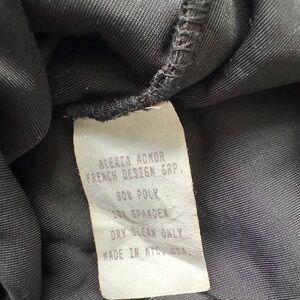 ALEXIA ADMOR
FRENCH DESIGN GRP.
90% POLY
10% SPANDEX
DRY CLEAN ONLY
MADE IN NYC, USA.